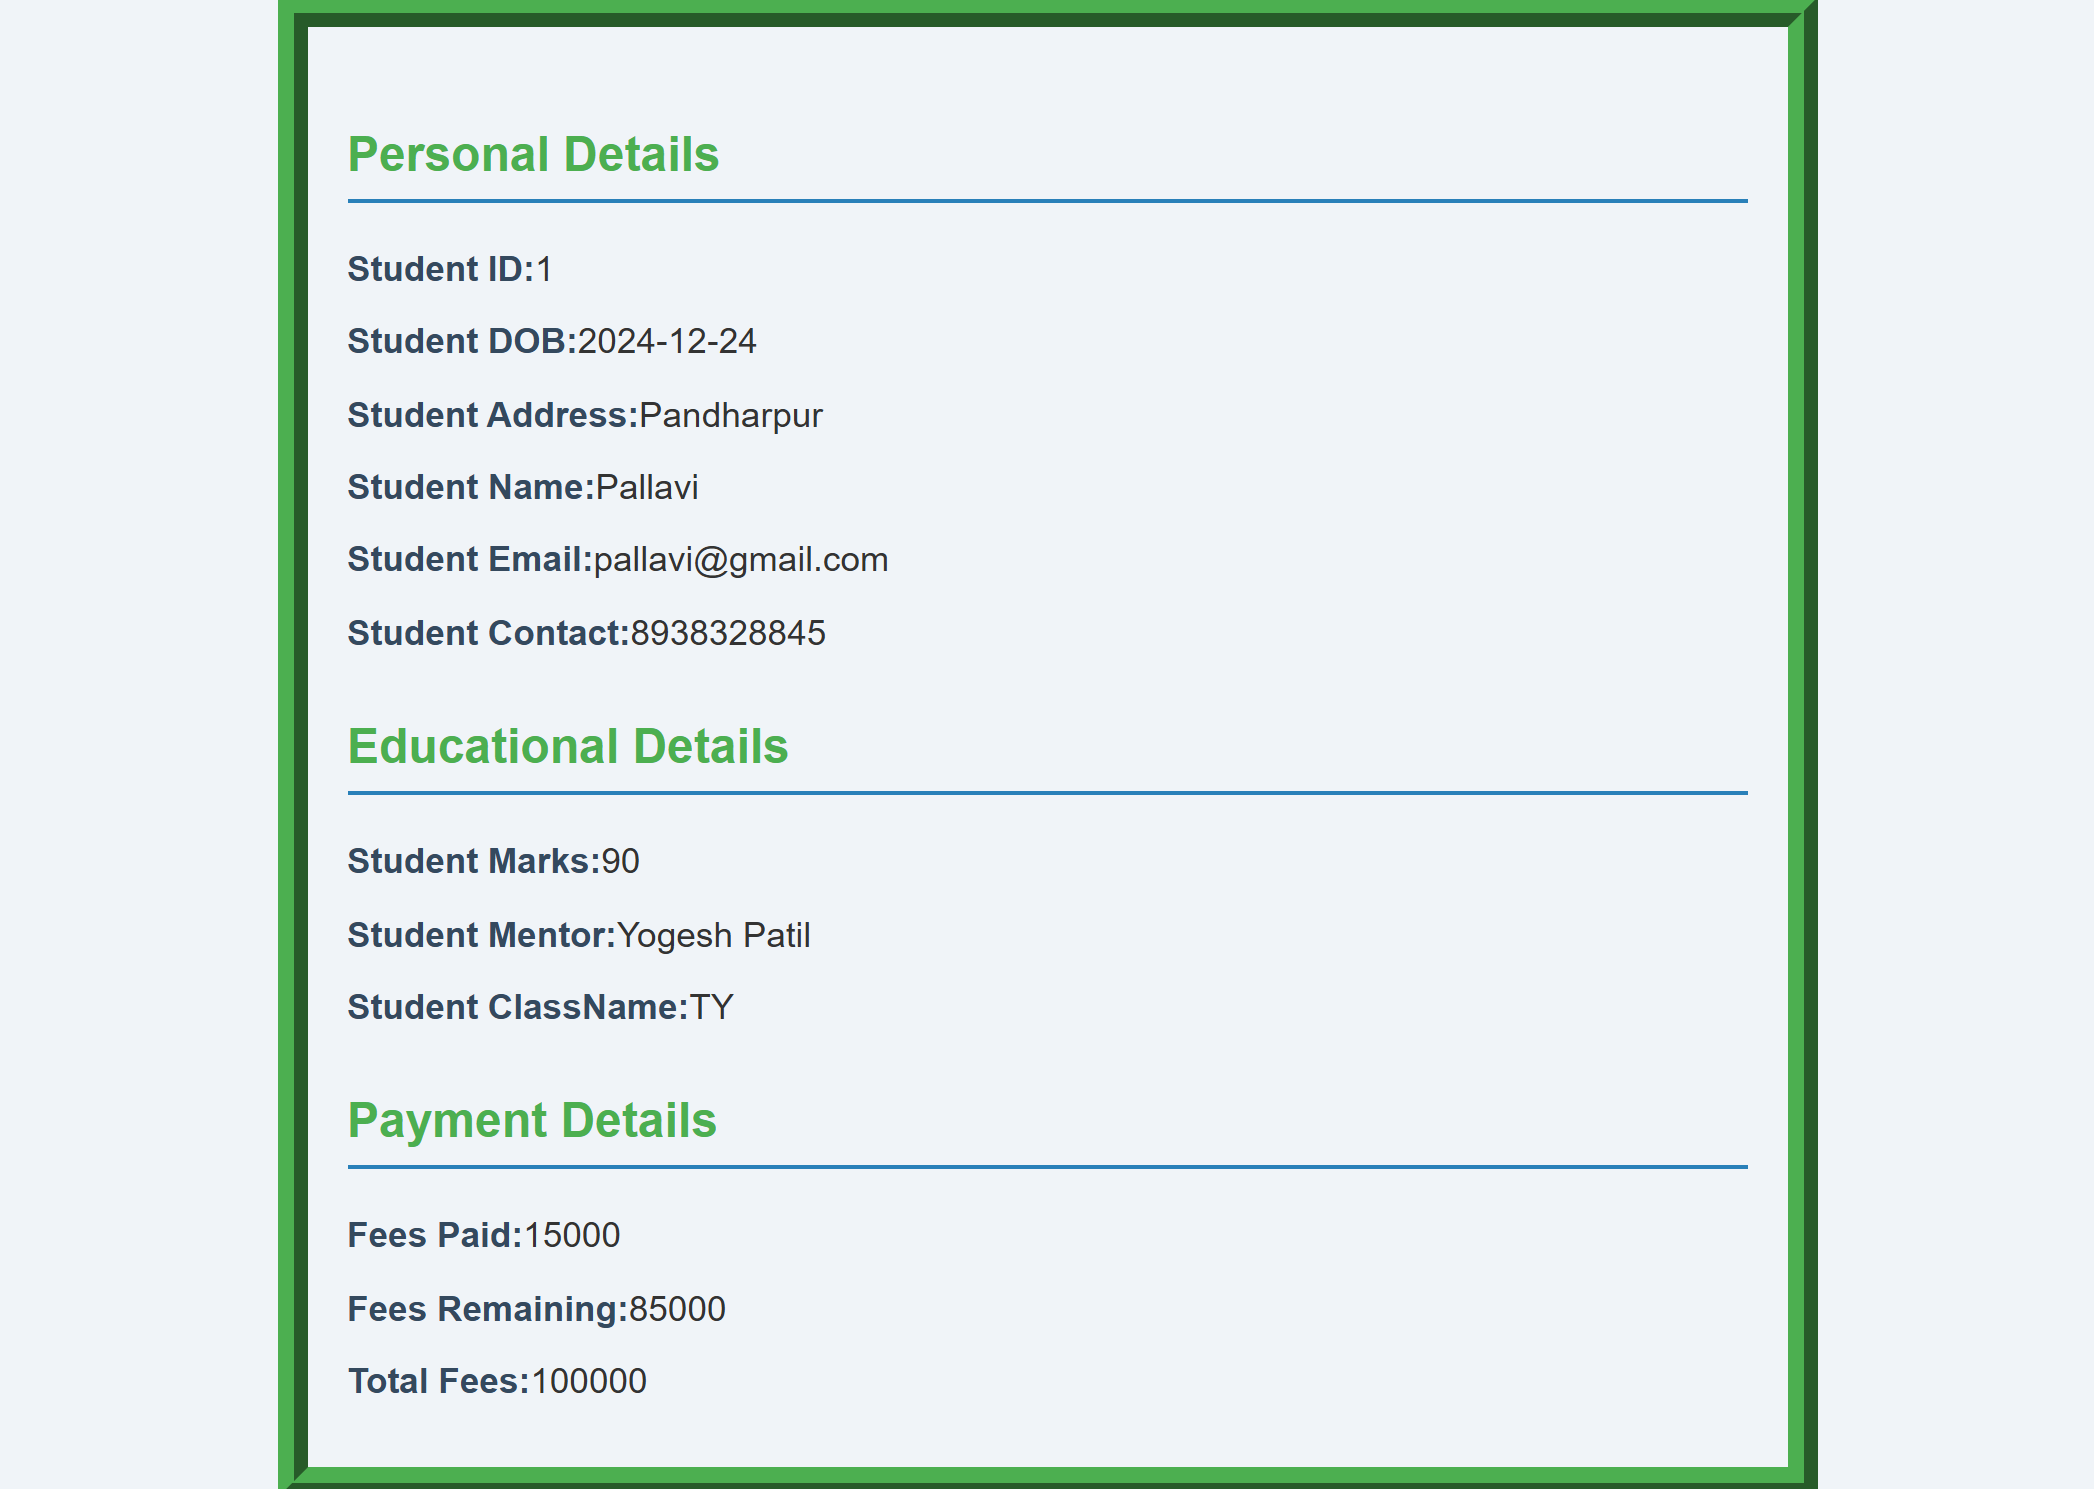 Personal Details
Student ID:1
Student DOB:2024-12-24
Student Address:Pandharpur
Student Name:Pallavi
Student Email:pallavi@gmail.com
Student Contact:8938328845
Educational Details
Student Marks:90
Student Mentor:Yogesh Patil
Student ClassName:TY
Payment Details
Fees Paid:15000
Fees Remaining:85000
Total Fees:100000